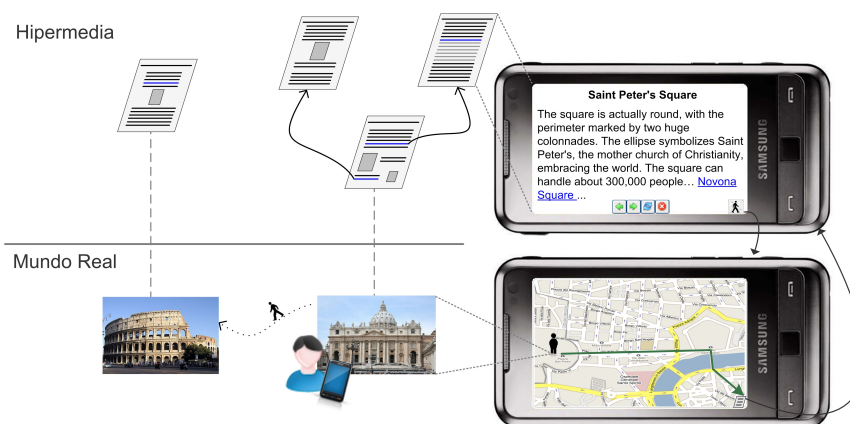 Hipermedia
Saint Peter's Square
The square is actually round, with the
perimeter marked by two huge
colonnades. The ellipse symbolizes Saint
Peter's, the mother church of Christianity,
embracing the world. The square can
handle about 300,000 people… Novona
Square ...
SAMSUNG
Mundo Real
SAMSUNG